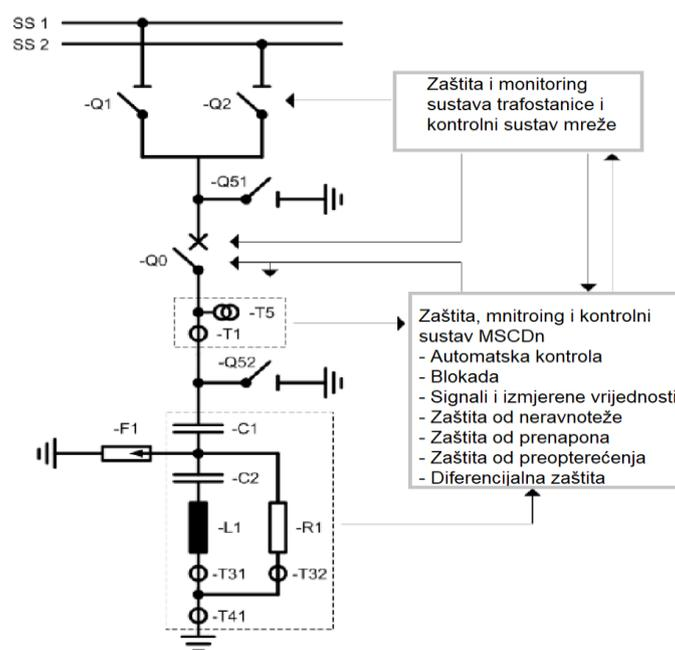 SS 1
SS 2
-Q1
-Q2
Zaštita i monitoring
sustava trafostanice i
kontrolni sustav mreže
-Q51
-Q0
-T5
-T1
Zaštita, mnitroing i kontrolni
sustav MSCDn
- Automatska kontrola
- Blokada
- Signali i izmjerene vrijednosti
- Zaštita od neravnoteže
- Zaštita od prenapona
- Zaštita od preopterećenja
- Diferencijalna zaštita
-Q52
-C1
-F1
-C2
-L1
-R1
-T31
-T32
-T41